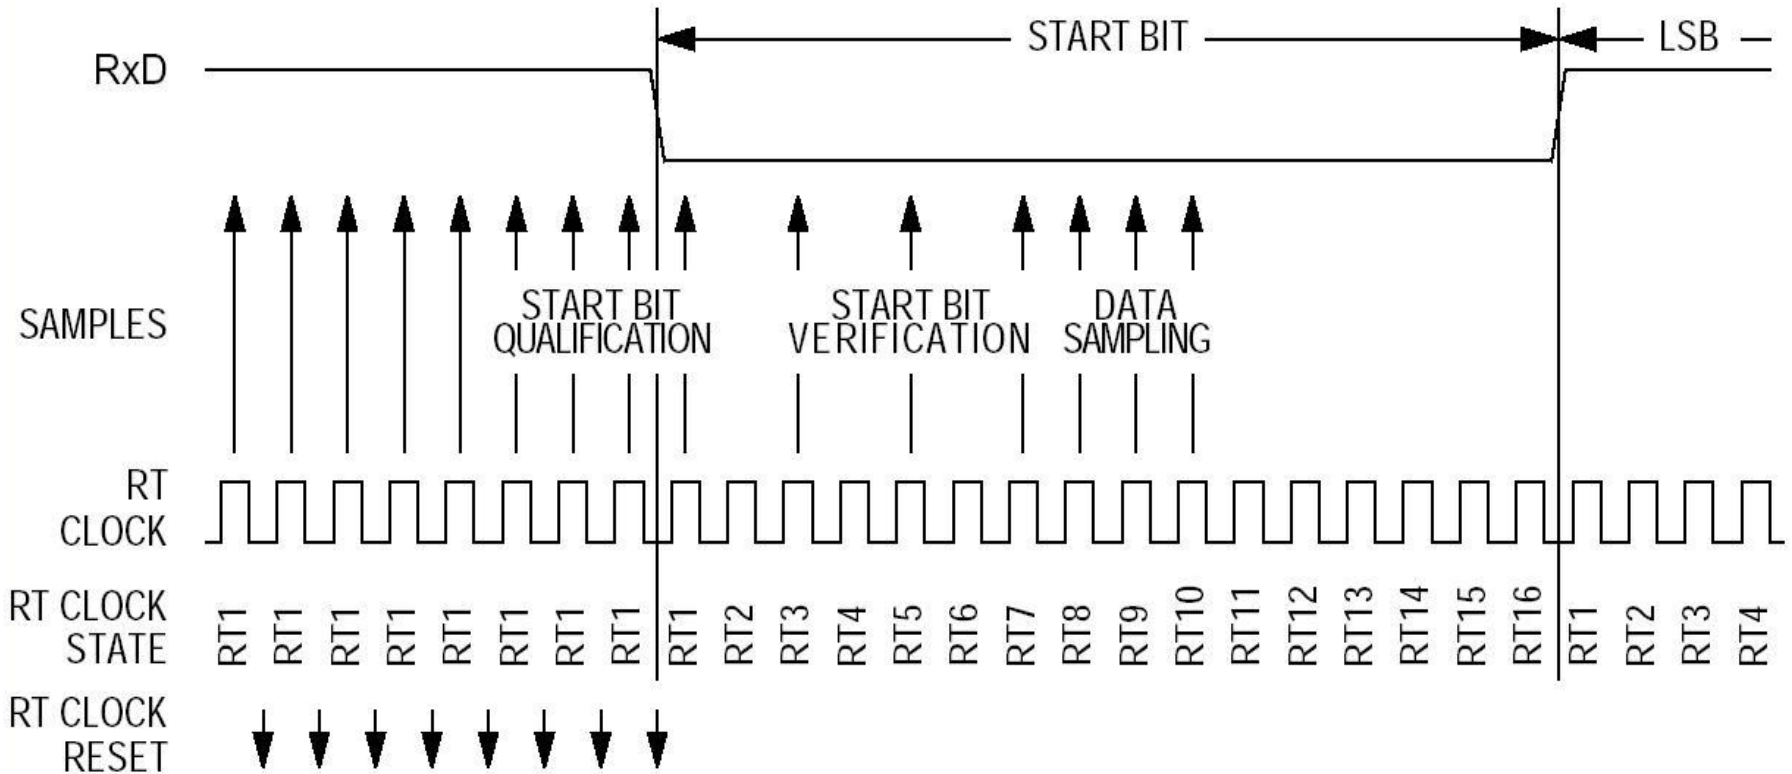 START BIT
LSB
RxD
SAMPLES
START BIT
QUALIFICATION
START BIT
VERIFICATION
DATA
SAMPLING
RT
CLOCK
RT CLOCK
STATE
RT1 RT1 RT1 RT1 RT1 RT1 RT1 RT1 RT1 RT2 RT3 RT4 RT5 RT6 RT7 RT8 RT9 RT10 RT11 RT12 RT13 RT14 RT15 RT16 RT1 RT2 RT3 RT4
RT CLOCK
RESET